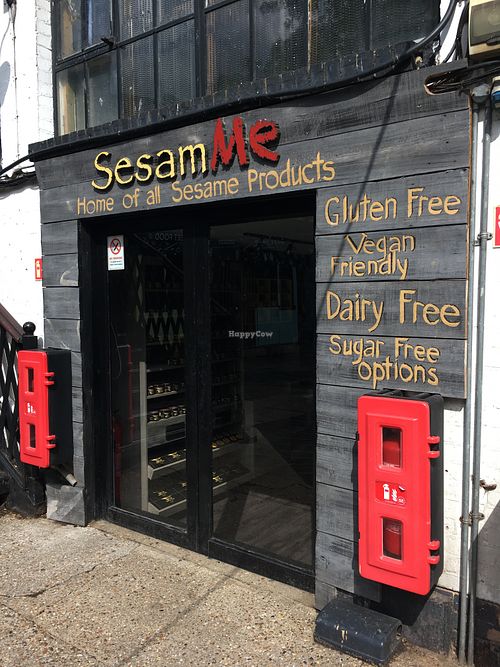 SesamMe
Home of all Sesame Products
Gluten Free
Vegan
Friendly
Dairy Free
Sugar Free
options
HappyCow